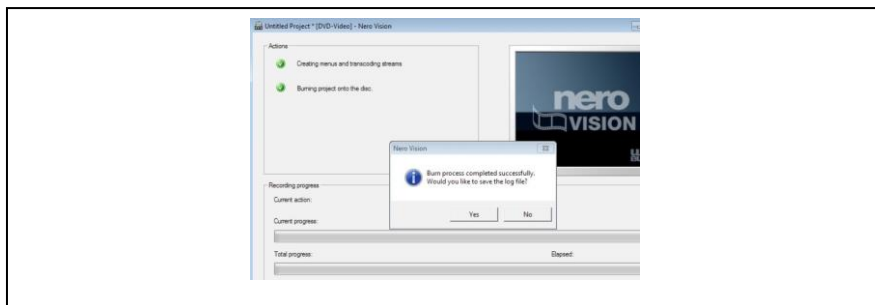 Untitled Project * [DVD-Video] - Nero Vision
Actions
Creating menus and transcoding streams
Burning project onto the disc.
nero
VISION
Nero Vision
Burn process completed successfully.
Would you like to save the log file?
Yes
No
Recording progress
Current action:
Current progress:
Total progress:
Elapsed: